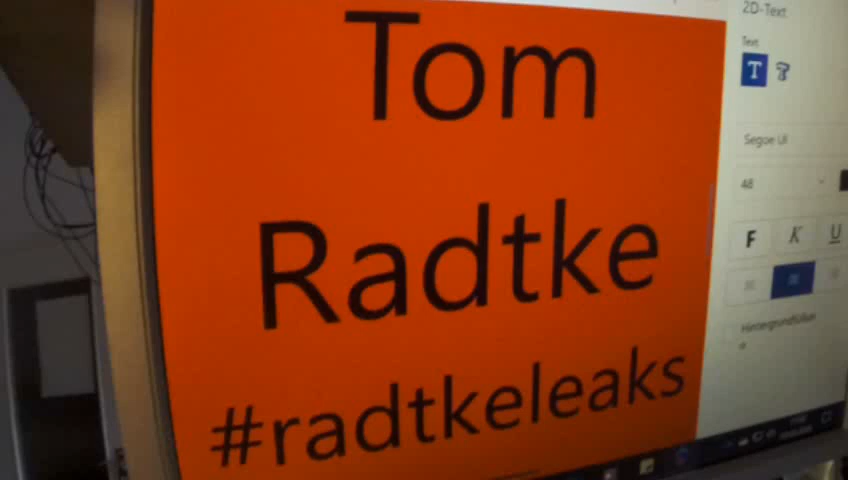 Tom
Radtke
#radtkeleaks
2D-Text
Text
T
Segoe UI
48
F K U